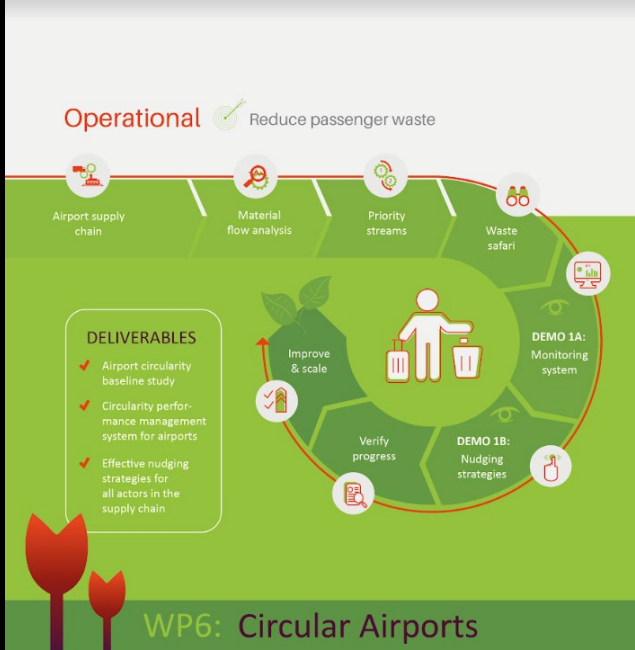 Operational
Reduce passenger waste
Airport supply
chain
Material
flow analysis
Priority
streams
Waste
safari
DEMO 1A:
Monitoring
system
DEMO 1B:
Nudging
strategies
Verify
progress
Improve
& scale
DELIVERABLES
Airport circularity
baseline study
Circularity perfor-
mance management
system for airports
Effective nudging
strategies for
all actors in the
supply chain
WP6: Circular Airports